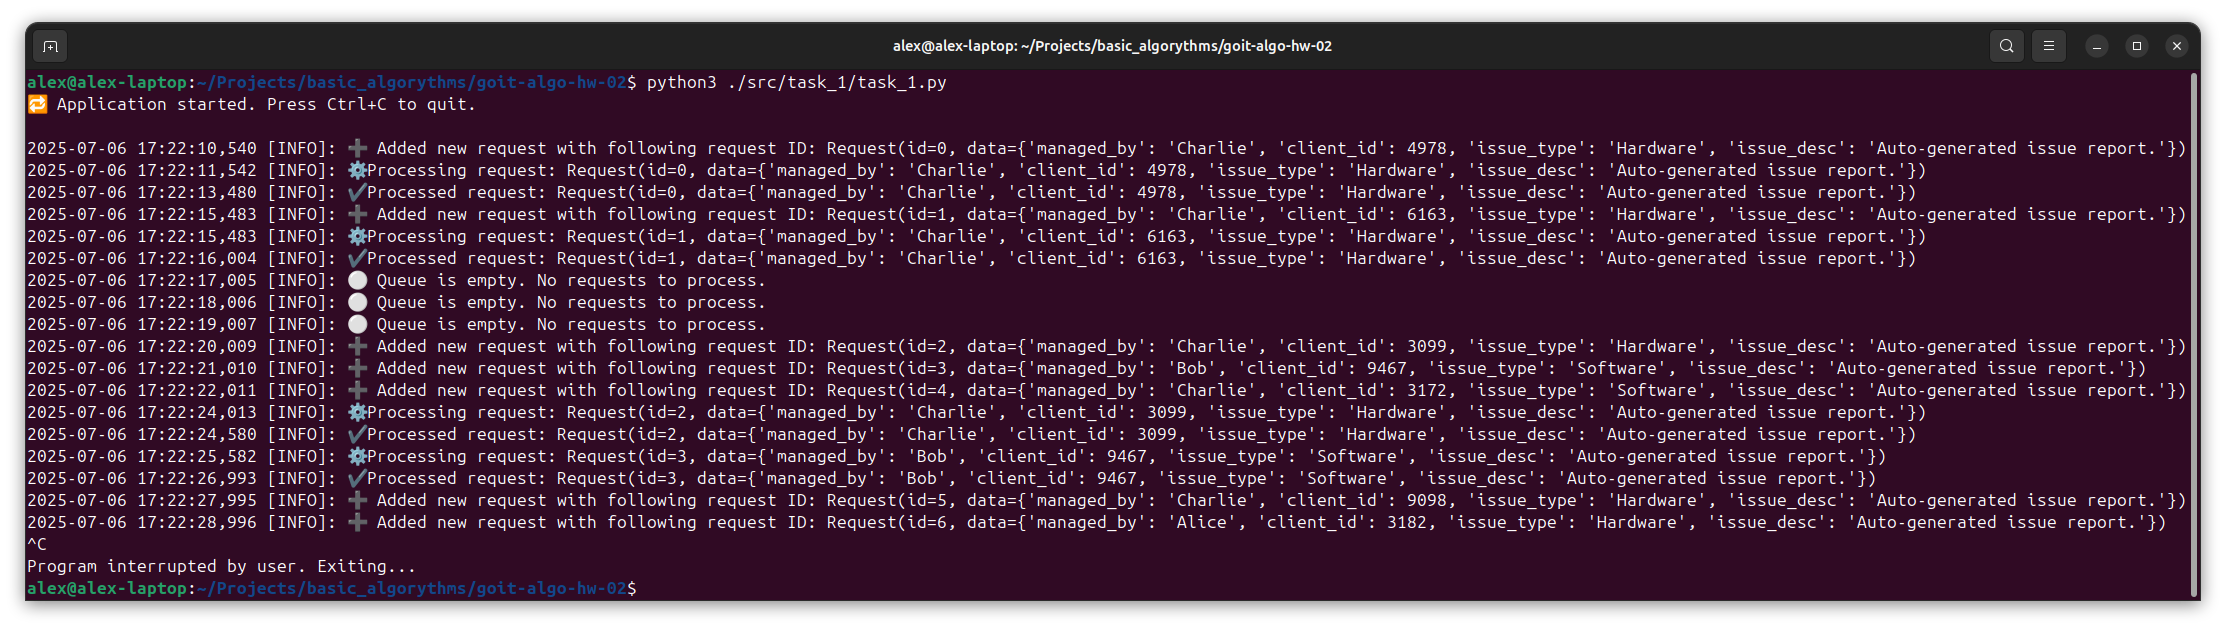 alex@alex-laptop: ~/Projects/basic_algorythms/goit-algo-hw-02
alex@alex-laptop:~/Projects/basic_algorythms/goit-algo-hw-02$ python3 ./src/task_1/task_1.py
🔁 Application started. Press Ctrl+C to quit.
2025-07-06 17:22:10,540 [INFO]: ➕ Added new request with following request ID: Request(id=0, data={'managed_by': 'Charlie', 'client_id': 4978, 'issue_type': 'Hardware', 'issue_desc': 'Auto-generated issue report.'})
2025-07-06 17:22:11,542 [INFO]: ⚙️Processing request: Request(id=0, data={'managed_by': 'Charlie', 'client_id': 4978, 'issue_type': 'Hardware', 'issue_desc': 'Auto-generated issue report.'})
2025-07-06 17:22:13,480 [INFO]: ✔️Processed request: Request(id=0, data={'managed_by': 'Charlie', 'client_id': 4978, 'issue_type': 'Hardware', 'issue_desc': 'Auto-generated issue report.'})
2025-07-06 17:22:15,483 [INFO]: ➕ Added new request with following request ID: Request(id=1, data={'managed_by': 'Charlie', 'client_id': 6163, 'issue_type': 'Hardware', 'issue_desc': 'Auto-generated issue report.'})
2025-07-06 17:22:15,483 [INFO]: ⚙️Processing request: Request(id=1, data={'managed_by': 'Charlie', 'client_id': 6163, 'issue_type': 'Hardware', 'issue_desc': 'Auto-generated issue report.'})
2025-07-06 17:22:16,004 [INFO]: ✔️Processed request: Request(id=1, data={'managed_by': 'Charlie', 'client_id': 6163, 'issue_type': 'Hardware', 'issue_desc': 'Auto-generated issue report.'})
2025-07-06 17:22:17,005 [INFO]: ⚪ Queue is empty. No requests to process.
2025-07-06 17:22:18,006 [INFO]: ⚪ Queue is empty. No requests to process.
2025-07-06 17:22:19,007 [INFO]: ⚪ Queue is empty. No requests to process.
2025-07-06 17:22:20,009 [INFO]: ➕ Added new request with following request ID: Request(id=2, data={'managed_by': 'Charlie', 'client_id': 3099, 'issue_type': 'Hardware', 'issue_desc': 'Auto-generated issue report.'})
2025-07-06 17:22:21,010 [INFO]: ➕ Added new request with following request ID: Request(id=3, data={'managed_by': 'Bob', 'client_id': 9467, 'issue_type': 'Software', 'issue_desc': 'Auto-generated issue report.'})
2025-07-06 17:22:22,011 [INFO]: ➕ Added new request with following request ID: Request(id=4, data={'managed_by': 'Charlie', 'client_id': 3172, 'issue_type': 'Software', 'issue_desc': 'Auto-generated issue report.'})
2025-07-06 17:22:24,013 [INFO]: ⚙️Processing request: Request(id=2, data={'managed_by': 'Charlie', 'client_id': 3099, 'issue_type': 'Hardware', 'issue_desc': 'Auto-generated issue report.'})
2025-07-06 17:22:24,580 [INFO]: ✔️Processed request: Request(id=2, data={'managed_by': 'Charlie', 'client_id': 3099, 'issue_type': 'Hardware', 'issue_desc': 'Auto-generated issue report.'})
2025-07-06 17:22:25,582 [INFO]: ⚙️Processing request: Request(id=3, data={'managed_by': 'Bob', 'client_id': 9467, 'issue_type': 'Software', 'issue_desc': 'Auto-generated issue report.'})
2025-07-06 17:22:26,993 [INFO]: ✔️Processed request: Request(id=3, data={'managed_by': 'Bob', 'client_id': 9467, 'issue_type': 'Software', 'issue_desc': 'Auto-generated issue report.'})
2025-07-06 17:22:27,995 [INFO]: ➕ Added new request with following request ID: Request(id=5, data={'managed_by': 'Charlie', 'client_id': 9098, 'issue_type': 'Hardware', 'issue_desc': 'Auto-generated issue report.'})
2025-07-06 17:22:28,996 [INFO]: ➕ Added new request with following request ID: Request(id=6, data={'managed_by': 'Alice', 'client_id': 3182, 'issue_type': 'Hardware', 'issue_desc': 'Auto-generated issue report.'})
^C
Program interrupted by user. Exiting...
alex@alex-laptop:~/Projects/basic_algorythms/goit-algo-hw-02$